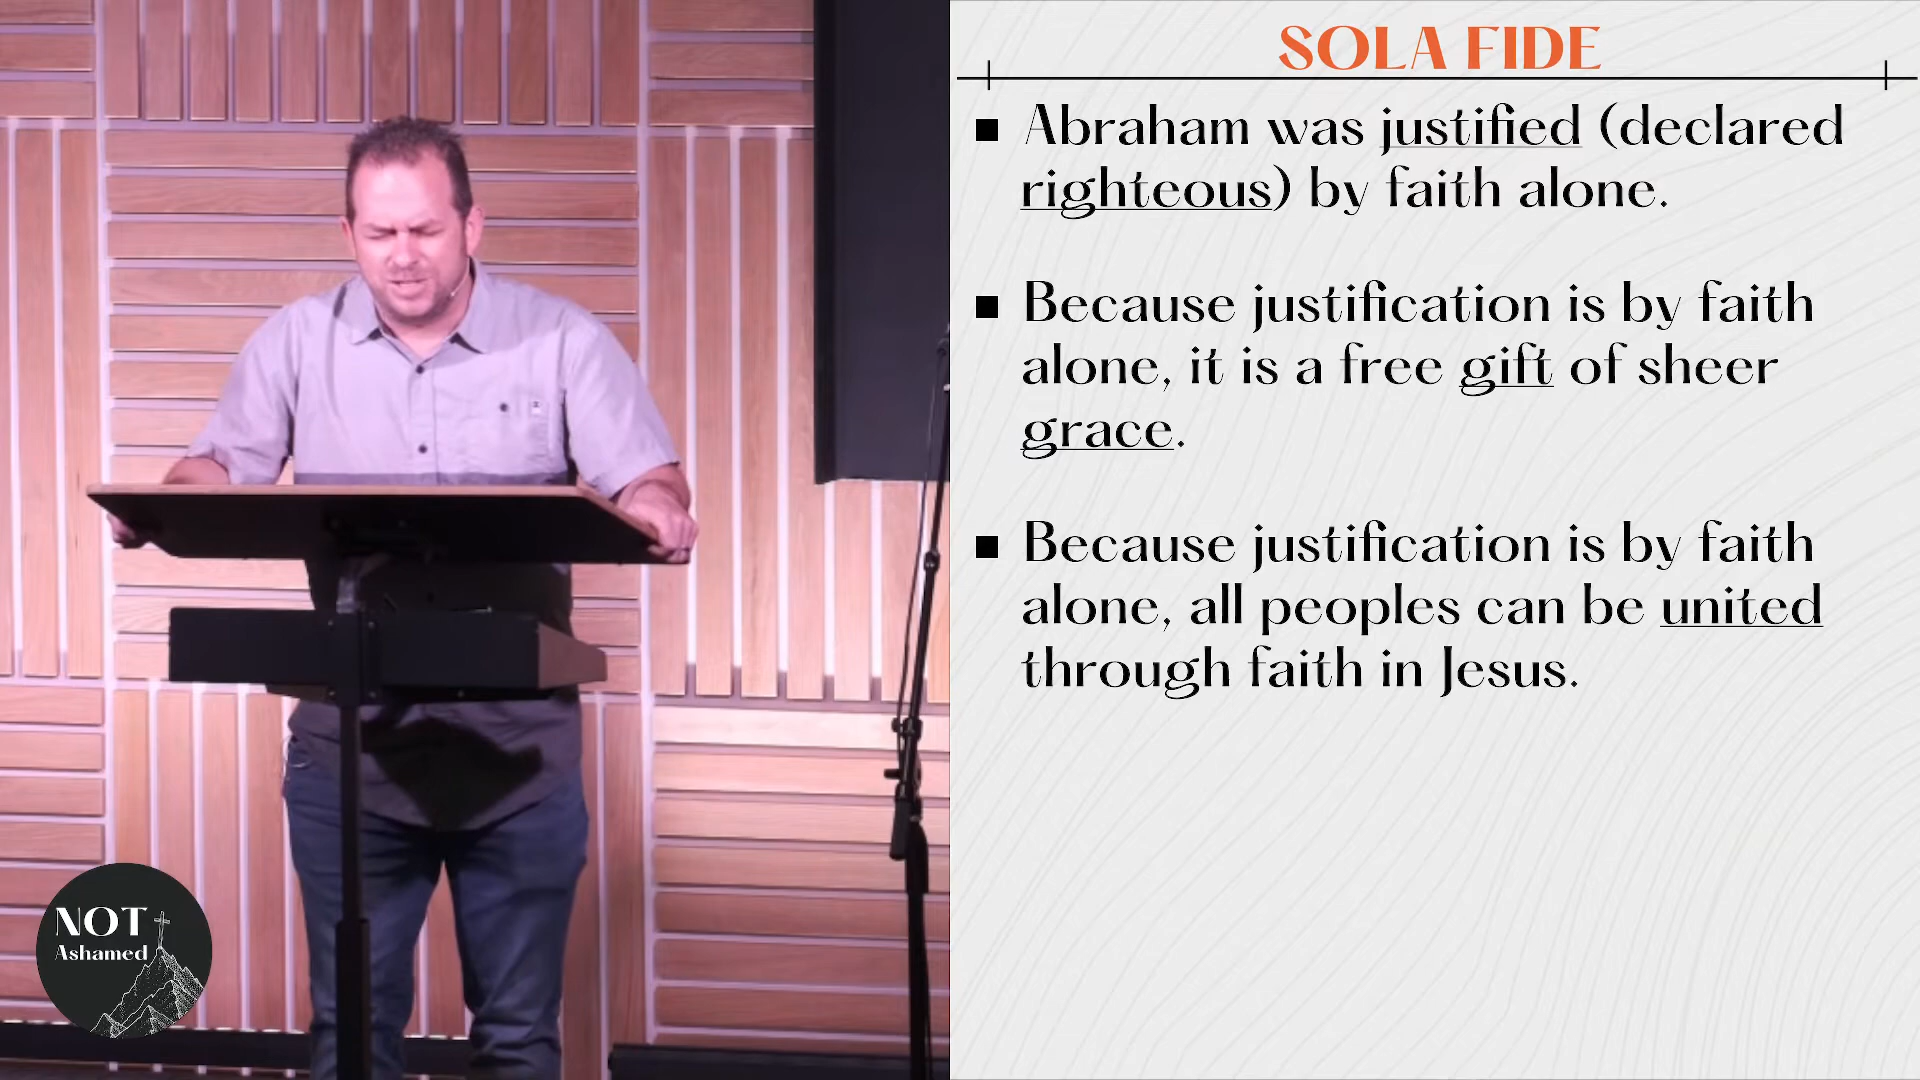 SOLA FIDE
Abraham was justified (declared
righteous) by faith alone.
Because justification is by faith
alone, it is a free gift of sheer
grace.
Because justification is by faith
alone, all peoples can be united
through faith in Jesus.
NOT
Ashamed